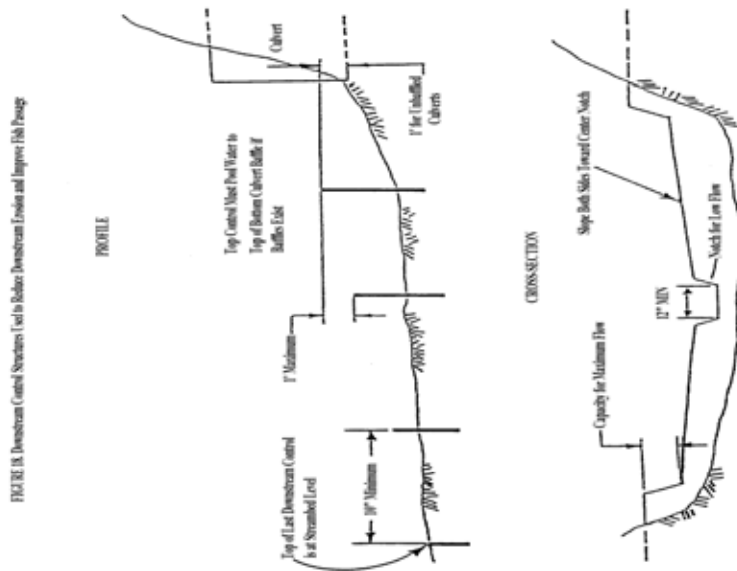 FIGURE 18. Downstream Control Structures Used to Reduce Downstream Erosion and Improve Fish Passage
PROFILE
Culvert
Top Control Must Pool Water to
Top of Bottom Culvert Baffle if
Baffles Exist
1' for Unbaffled
Culverts
1' Maximum
Top of Last Downstream Control
is at Streambed Level
10' Minimum
CROSS-SECTION
Slope Both Sides Toward Center Notch
Notch for Low Flow
12" MIN
Capacity for Maximum Flow